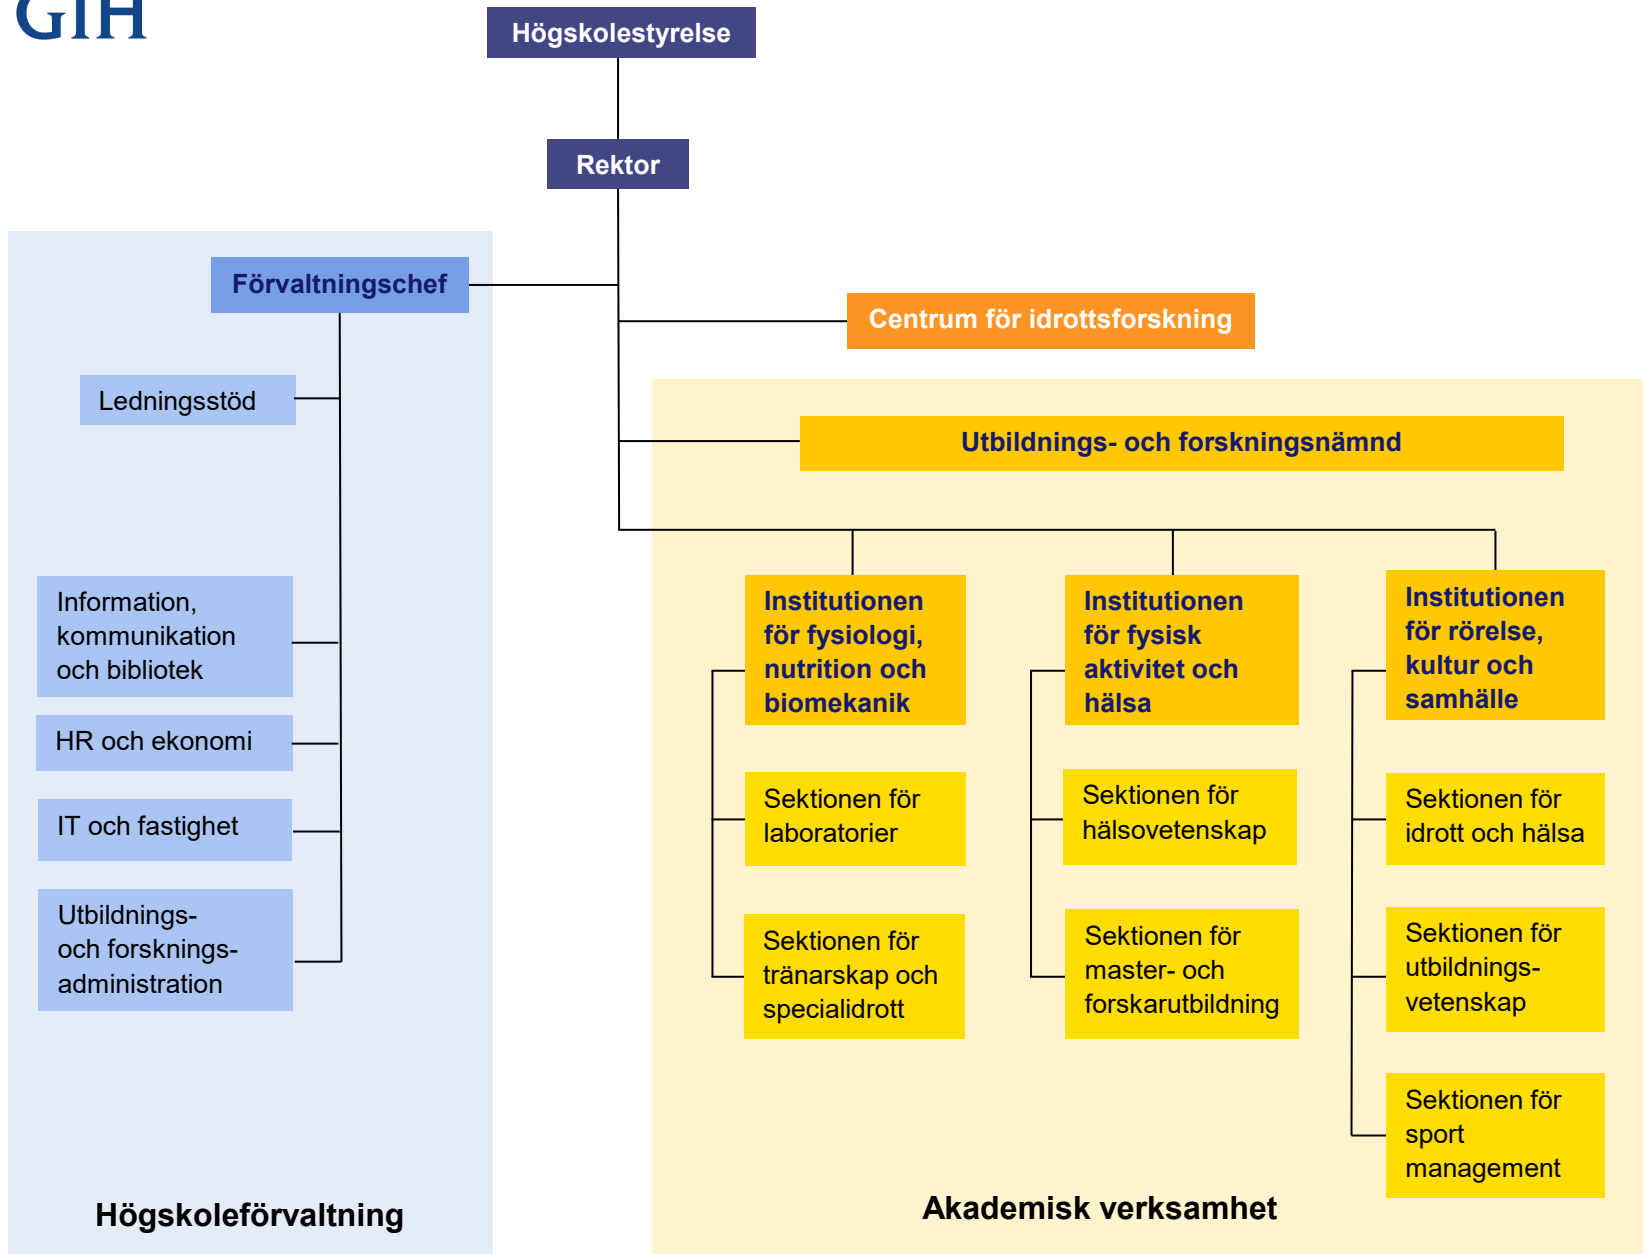 GIH
Högskolestyrelse
Rektor
Förvaltningschef
Centrum för idrottsforskning
Ledningsstöd
Utbildnings- och forskningsnämnd
Information,
kommunikation
och bibliotek
HR och ekonomi
IT och fastighet
Utbildnings-
och forsknings-
administration
Högskoleförvaltning
Institutionen
för fysiologi,
nutrition och
biomekanik
Sektionen för
laboratorier
Sektionen för
tränarskap och
specialidrott
Institutionen
för fysisk
aktivitet och
hälsa
Sektionen för
hälsovetenskap
Sektionen för
master- och
forskarutbildning
Institutionen
för rörelse,
kultur och
samhälle
Sektionen för
idrott och hälsa
Sektionen för
utbildnings-
vetenskap
Sektionen för
sport
management
Akademisk verksamhet